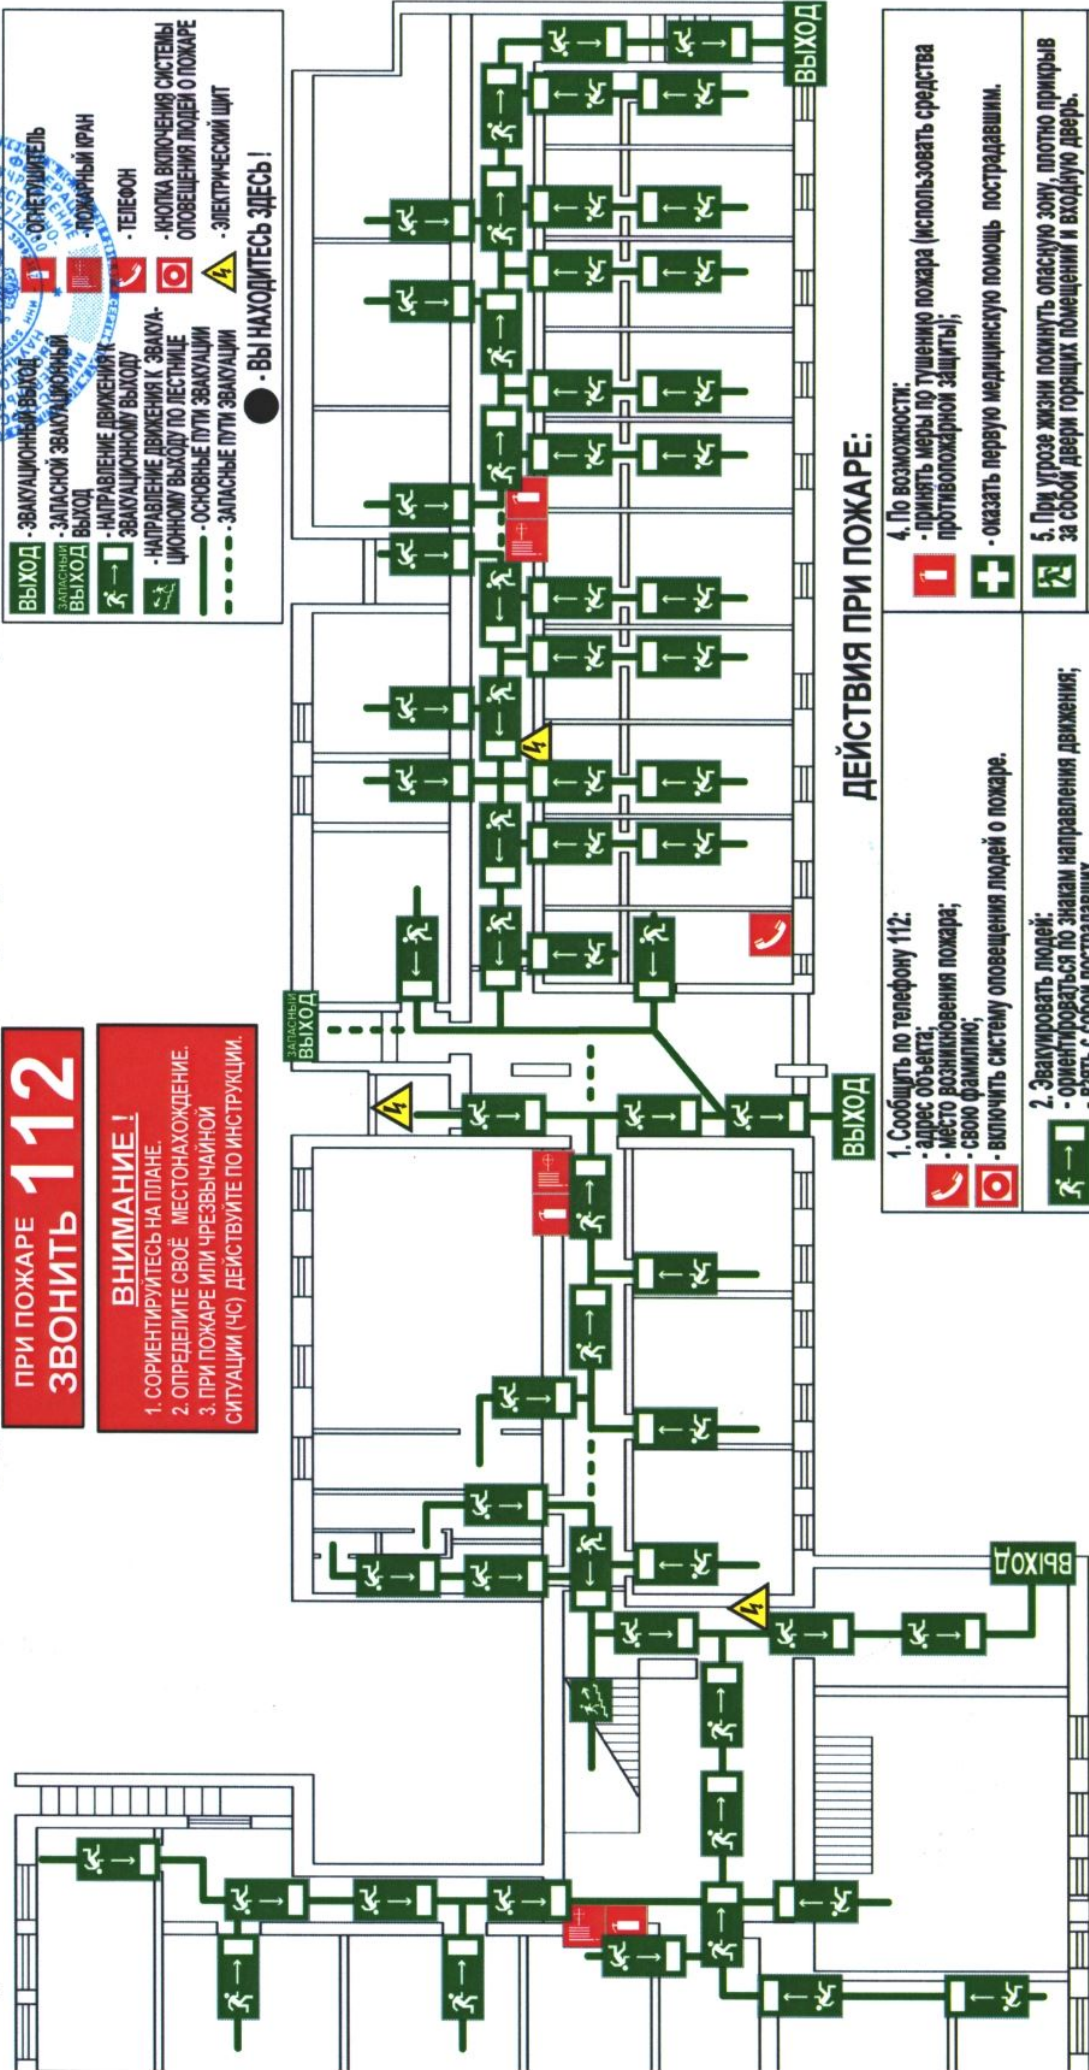 ПРИ ПОЖАРЕ
ЗВОНИТЬ 112
ВНИМАНИЕ !
1. СОРИЕНТИРУЙТЕСЬ НА ПЛАНЕ.
2. ОПРЕДЕЛИТЕ СВОЁ МЕСТОНАХОЖДЕНИЕ.
3. ПРИ ПОЖАРЕ ИЛИ ЧРЕЗВЫЧАЙНОЙ
СИТУАЦИИ (ЧС) ДЕЙСТВУЙТЕ ПО ИНСТРУКЦИИ.
ВЫХОД - ЭВАКУАЦИОННЫЙ ВЫХОД
ЗАПАСНЫЙ
ВЫХОД
- ЗАПАСНОЙ ЭВАКУАЦИОННЫЙ
ВЫХОД
- НАПРАВЛЕНИЕ ДВИЖЕНИЯ К
ЭВАКУАЦИОННОМУ ВЫХОДУ
- НАПРАВЛЕНИЕ ДВИЖЕНИЯ К ЭВАКУА-
ЦИОННОМУ ВЫХОДУ ПО ЛЕСТНИЦЕ
- ОСНОВНЫЕ ПУТИ ЭВАКУАЦИИ
- ЗАПАСНЫЕ ПУТИ ЭВАКУАЦИИ
- ОГНЕТУШИТЕЛЬ
- ПОЖАРНЫЙ КРАН
- ТЕЛЕФОН
- КНОПКА ВКЛЮЧЕНИЯ СИСТЕМЫ
ОПОВЕЩЕНИЯ ЛЮДЕЙ О ПОЖАРЕ
- ЭЛЕКТРИЧЕСКИЙ ЩИТ
- ВЫ НАХОДИТЕСЬ ЗДЕСЬ !
ЗАПАСНЫЙ
ВЫХОД
ВЫХОД
ВЫХОД
ВЫХОД
ДЕЙСТВИЯ ПРИ ПОЖАРЕ:
1. Сообщить по телефону 112:
- адрес объекта;
- место возникновения пожара;
- свою фамилию;
- включить систему оповещения людей о пожаре.
2. Эвакуировать людей:
- ориентироваться по знакам направления движения;
4. По возможности:
- принять меры по тушению пожара (использовать средства
противопожарной защиты);
- оказать первую медицинскую помощь пострадавшим.
5. При угрозе жизни покинуть опасную зону, плотно прикрыв
за собой двери горящих помещений и входную дверь.